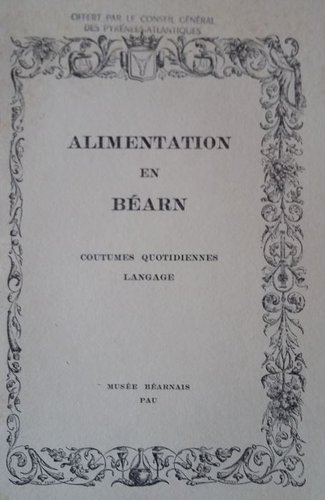 OFFERT PAR LE CONSEIL GÉNÉRAL
DES PYRÉNÉES-ATLANTIQUES
ALIMENTATION
EN
BÉARN
COUTUMES QUOTIDIENNES
LANGAGE
MUSÉE BÉARNAIS
PAU